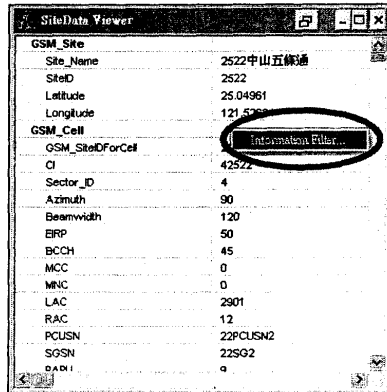 SiteData Viewer
GSM_Site
Site_Name 2522中山五條通
SiteID 2522
Latitude 25.04961
Longitude
GSM_Cell
Information Filter...
GSM_SiteIDForCell
CI 42522
Sector_ID 4
Azimuth 90
Beamwidth 120
EIRP 50
BCCH 45
MCC 0
MNC 0
LAC 2901
RAC 12
PCUSN 22PCUSN2
SGSN 22SG2